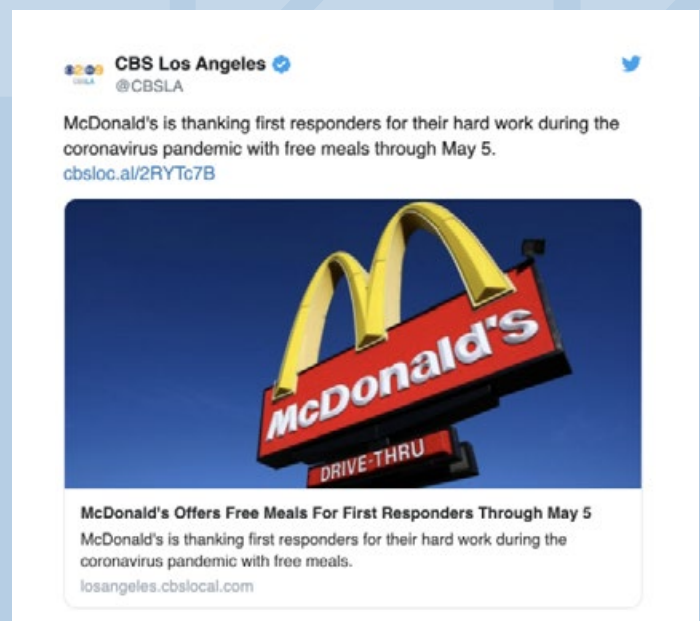 CBS Los Angeles
@CBSLA
McDonald's is thanking first responders for their hard work during the
coronavirus pandemic with free meals through May 5.
cbsloc.al/2RYTc7B
McDonald's
DRIVE-THRU
McDonald's Offers Free Meals For First Responders Through May 5
McDonald's is thanking first responders for their hard work during the
coronavirus pandemic with free meals.
losangeles.cbslocal.com